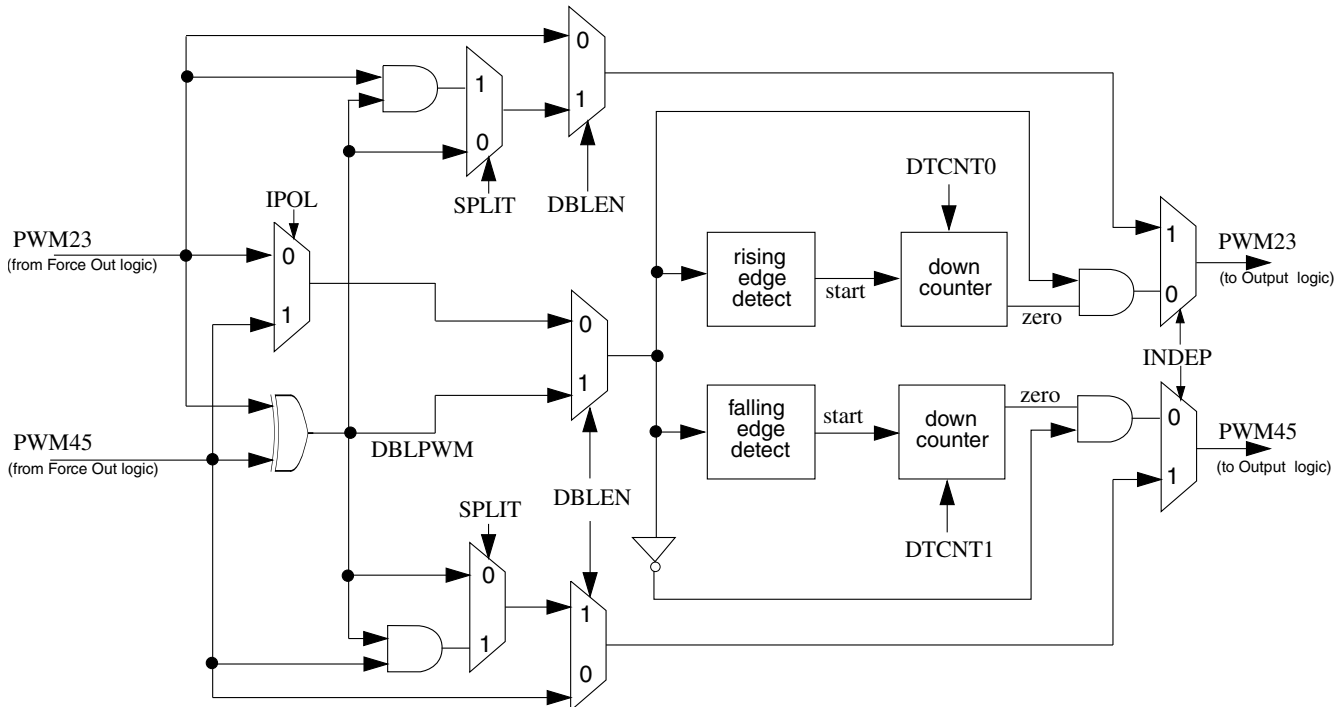 0
1
1
0
SPLIT
DBLEN
DTCNT0
IPOL
PWM23
(from Force Out logic)
0
1
rising
edge
detect
start
down
counter
zero
1
0
PWM23
(to Output logic)
INDEP
0
1
PWM45
(from Force Out logic)
DBLPWM
falling
edge
detect
start
down
counter
zero
0
1
PWM45
(to Output logic)
DBLEN
SPLIT
DTCNT1
0
1
1
0